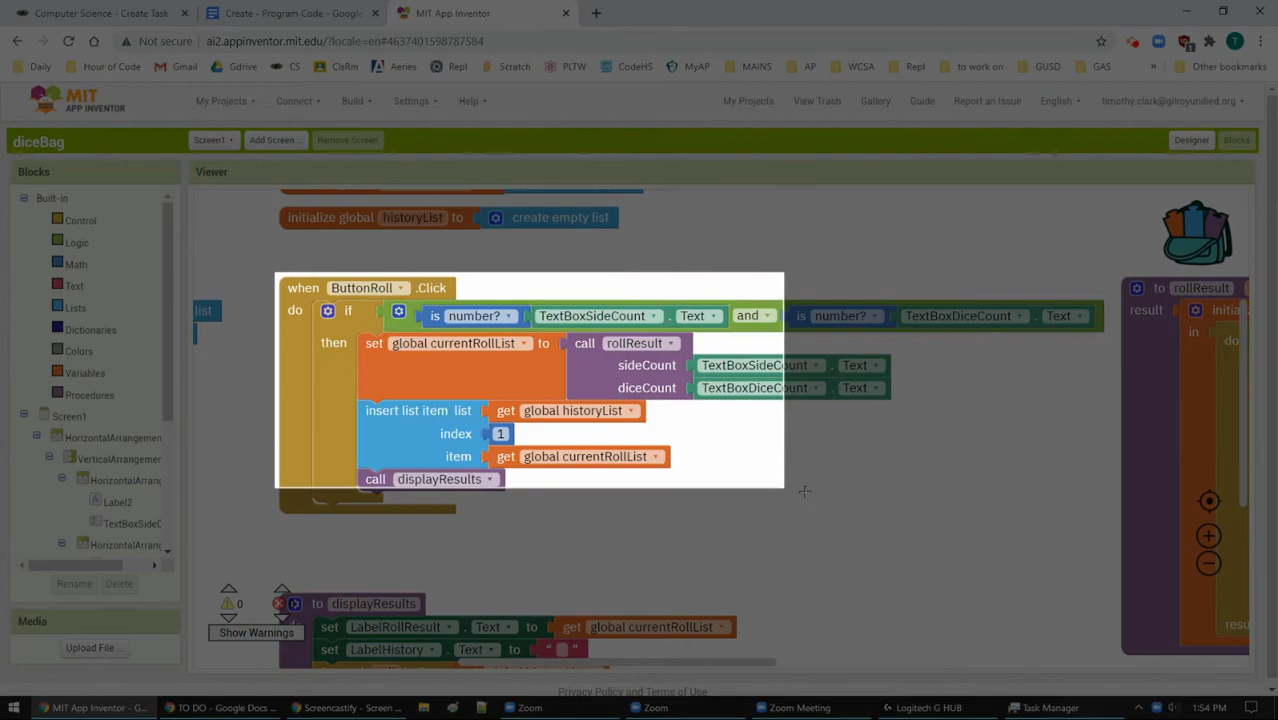 Computer Science - Create Task
Create - Program Code - Google
MIT App Inventor
Not secure
ai2.appinventor.mit.edu/?locale=en#4637401598787584
Daily
Hour of Code
Gmail
Gdrive
CS
ClsRm
Aeries
Repl
Scratch
PLTW
CodeHS
MyAP
MAINS
AP
WCSA
Repl
to work on
GUSD
GAS
Other bookmarks
MIT
APP INVENTOR
My Projects
Connect
Build
Settings
Help
My Projects
View Trash
Gallery
Guide
Report an Issue
English
timothy.clark@gilroyunified.org
diceBag
Screen1
Add Screen ...
Remove Screen
Designer
Blocks
Blocks
Viewer
Built-in
Control
Logic
Math
Text
Lists
Dictionaries
Colors
Variables
Procedures
Screen1
HorizontalArrangemen
VerticalArrangeme
HorizontalArran
Label2
TextBoxSideC
HorizontalArran
Rename
Delete
Media
Upload File ...
initialize global historyList to create empty list
list
when ButtonRoll .Click
do if is number? TextBoxSideCount . Text and is number? TextBoxDiceCount . Text
then set global currentRollList to call rollResult
sideCount TextBoxSideCount . Text
diceCount TextBoxDiceCount . Text
insert list item list get global historyList
index 1
item get global currentRollList
call displayResults
to rollResult
result initialize
in do
resu
to displayResults
set LabelRollResult . Text to get global currentRollList
set LabelHistory . Text to " "
0
Show Warnings
Privacy Policy and Terms of Use
MIT App Inventor - G...
TO DO - Google Docs ...
Screencastify - Screen ...
Zoom
Zoom
Zoom Meeting
Logitech G HUB
Task Manager
1:54 PM